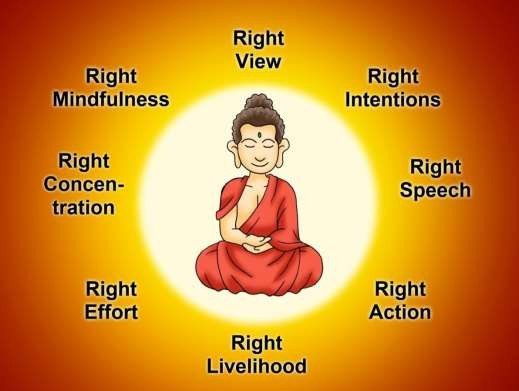 Right
View
Right
Intentions
Right
Speech
Right
Action
Right
Livelihood
Right
Effort
Right
Concen-
tration
Right
Mindfulness